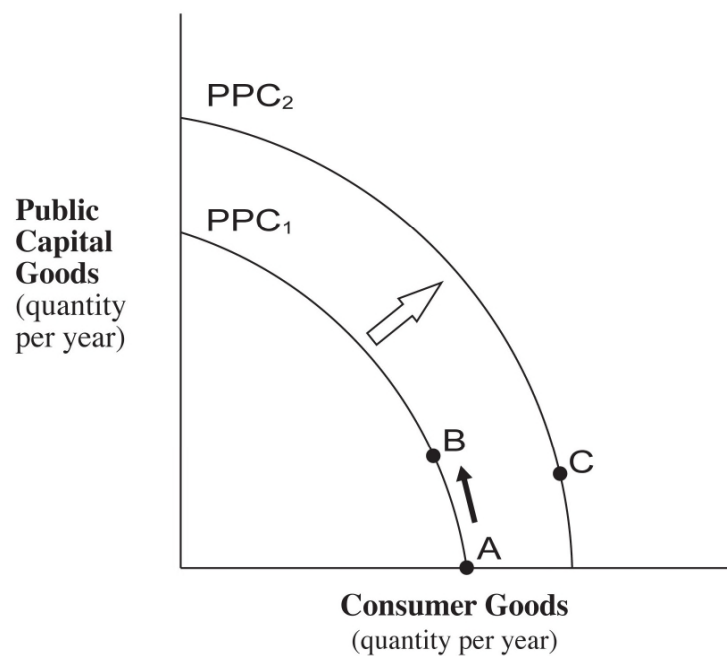 PPC₂
PPC₁
Public
Capital
Goods
(quantity
per year)
B
C
A
Consumer Goods
(quantity per year)